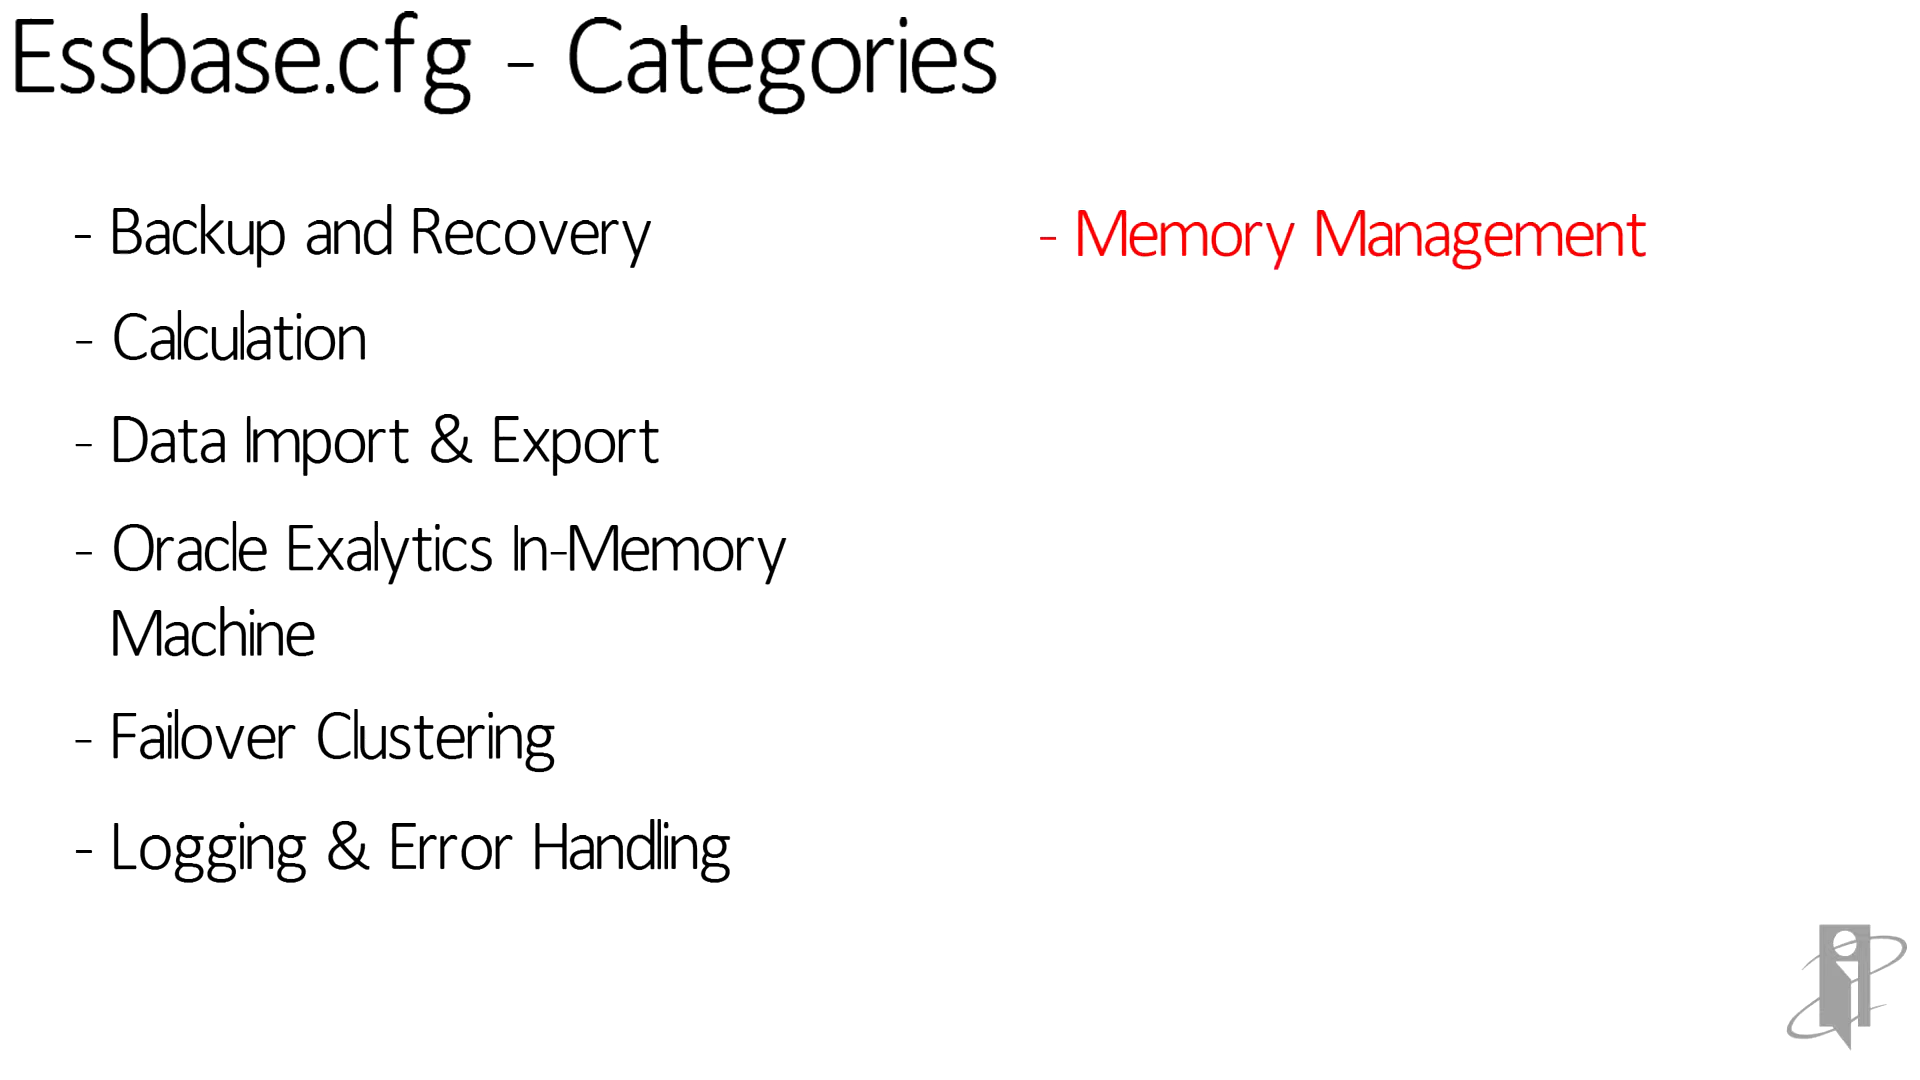 Essbase.cfg - Categories
- Backup and Recovery
- Calculation
- Data Import & Export
- Oracle Exalytics In-Memory
Machine
- Failover Clustering
- Logging & Error Handling
- Memory Management